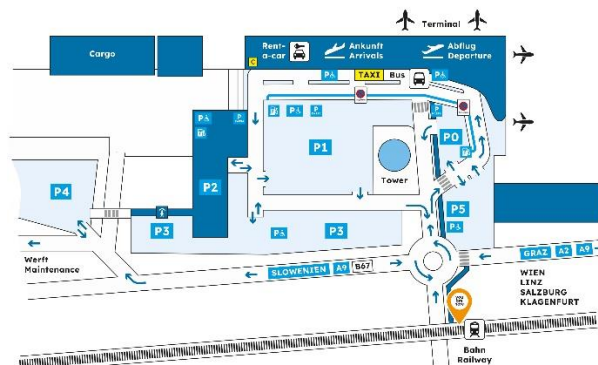 Terminal
Cargo
Rent-
a-car
Ankunft
Arrivals
Abflug
Departure
C
P
TAXI
Bus
P
P
P
P
P
P
P0
P1
P2
Tower
P4
P5
P3
P
P3
P
Werft
Maintenance
SLOWENIEN A9 B67
GRAZ A2 A9
WIEN
LINZ
SALZBURG
KLAGENFURT
Bahn
Railway